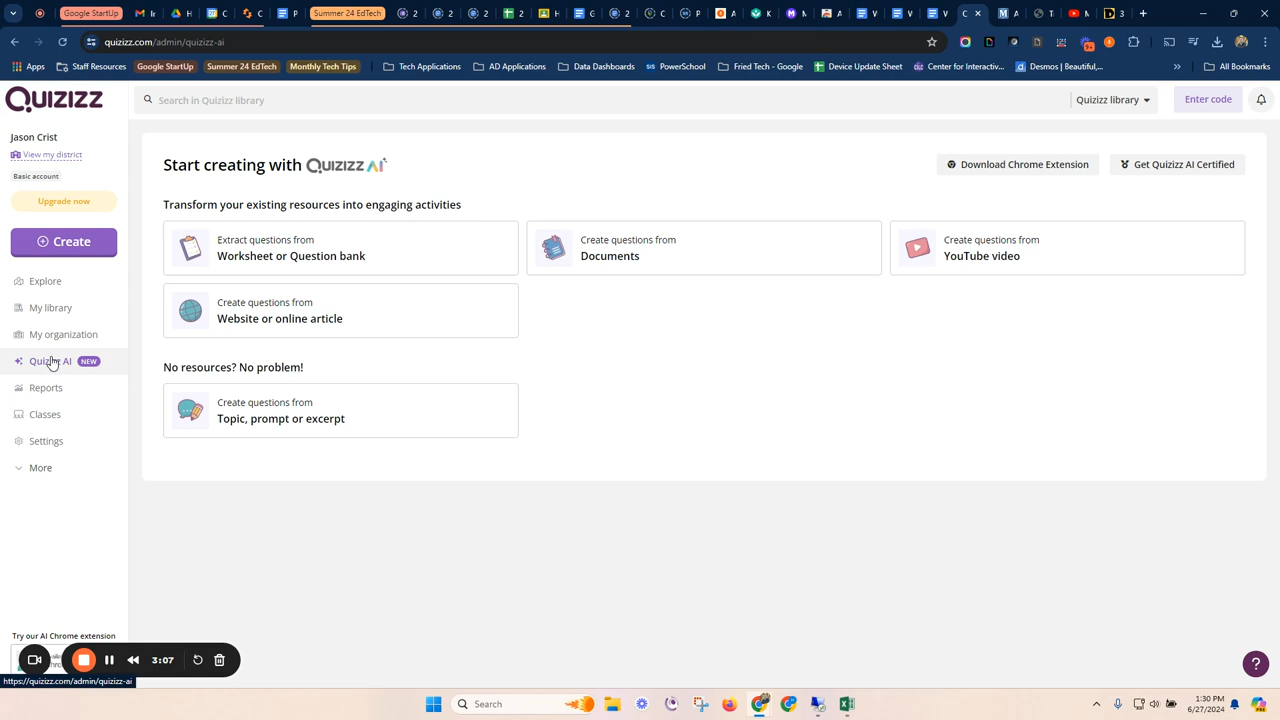 Google StartUp
Summer 24 EdTech
quizizz.com/admin/quizizz-ai
Apps
Staff Resources
Google StartUp
Summer 24 EdTech
Monthly Tech Tips
Tech Applications
AD Applications
Data Dashboards
SIS PowerSchool
Fried Tech - Google
Device Update Sheet
Center for Interactiv...
Desmos | Beautiful,...
»
All Bookmarks
QUIZIZZ
Search in Quizizz library
Quizizz library
Enter code
Jason Crist
View my district
Basic account
Upgrade now
Create
Explore
My library
My organization
Quizizz AI NEW
Reports
Classes
Settings
More
Start creating with QUIZIZZ AI
Download Chrome Extension
Get Quizizz AI Certified
Transform your existing resources into engaging activities
Extract questions from
Worksheet or Question bank
Create questions from
Documents
Create questions from
YouTube video
Create questions from
Website or online article
No resources? No problem!
Create questions from
Topic, prompt or excerpt
Try our AI Chrome extension
3:07
https://quizizz.com/admin/quizizz-ai
?
Search
1:30 PM
6/27/2024